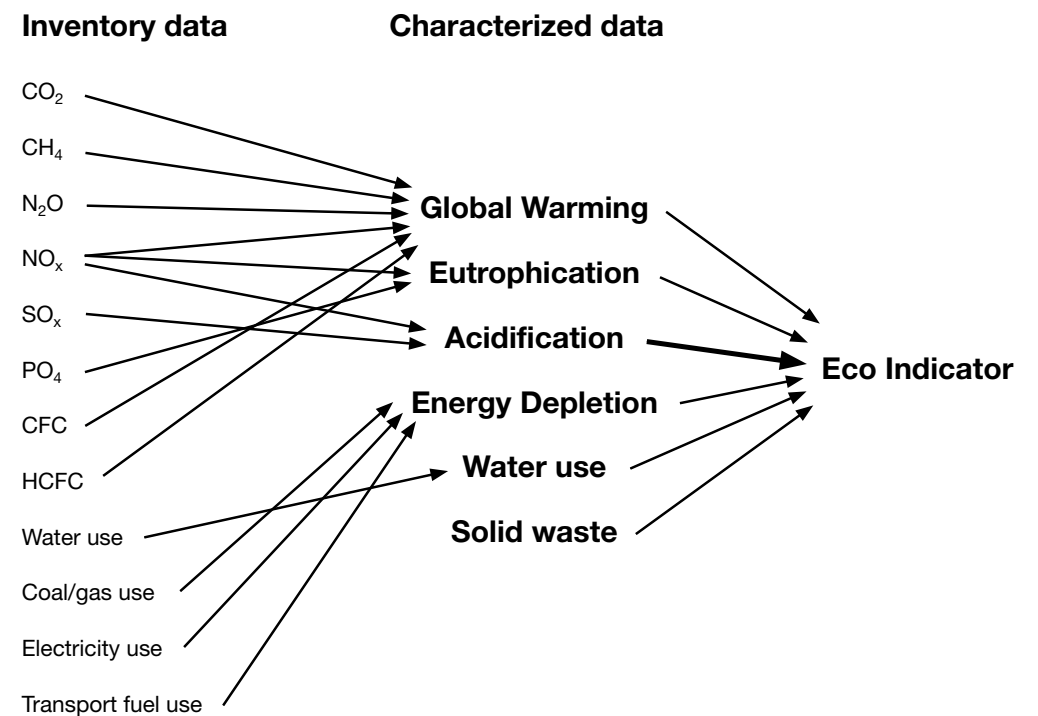 Inventory data
Characterized data
CO₂
CH₄
N₂O
NOₓ
SOₓ
PO₄
CFC
HCFC
Water use
Coal/gas use
Electricity use
Transport fuel use
Global Warming
Eutrophication
Acidification
Energy Depletion
Water use
Solid waste
Eco Indicator